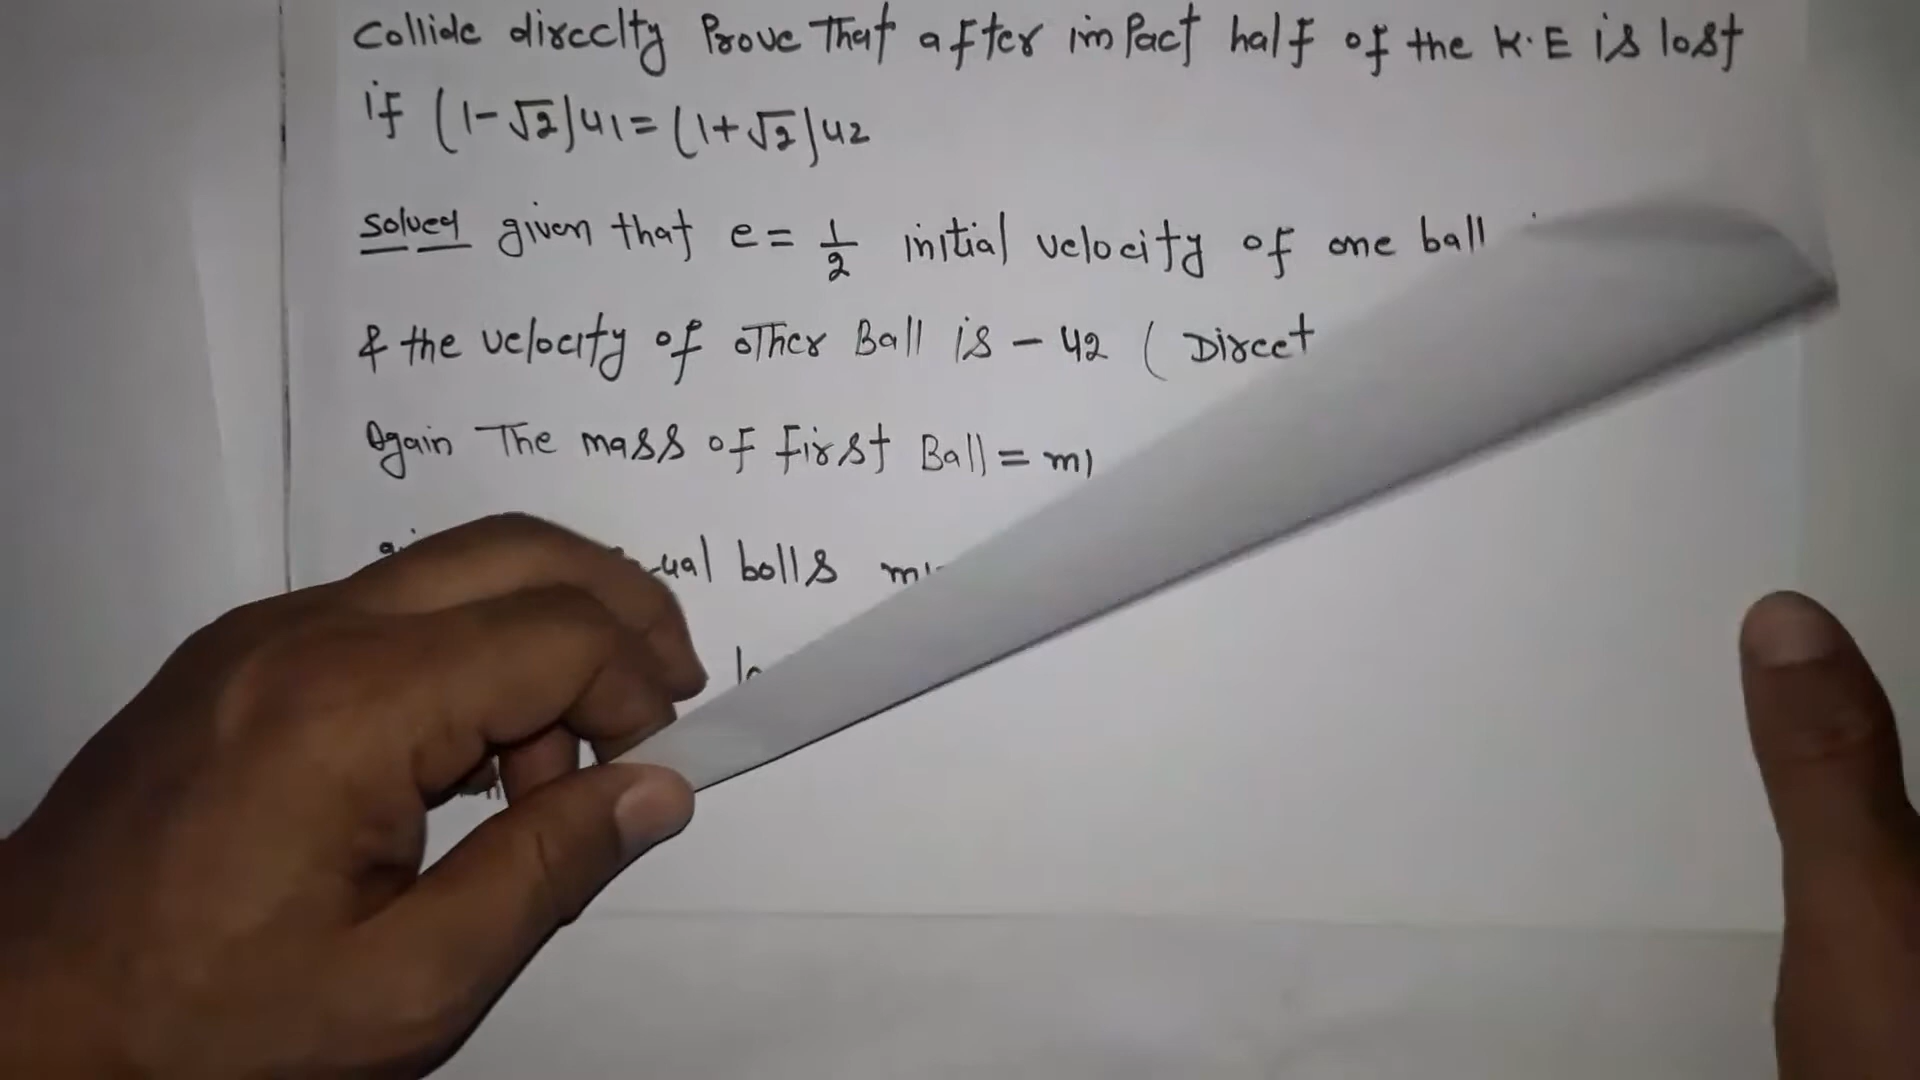 Collide direclty Prove That after imPact half of the K.E is lost
if (1-√2)u1=(1+√2)u2
Solved given that e= 1/2 initial velocity of one ball
& the velocity of other Ball is - u2 ( Direct
Again The mass of First Ball = m1
balls